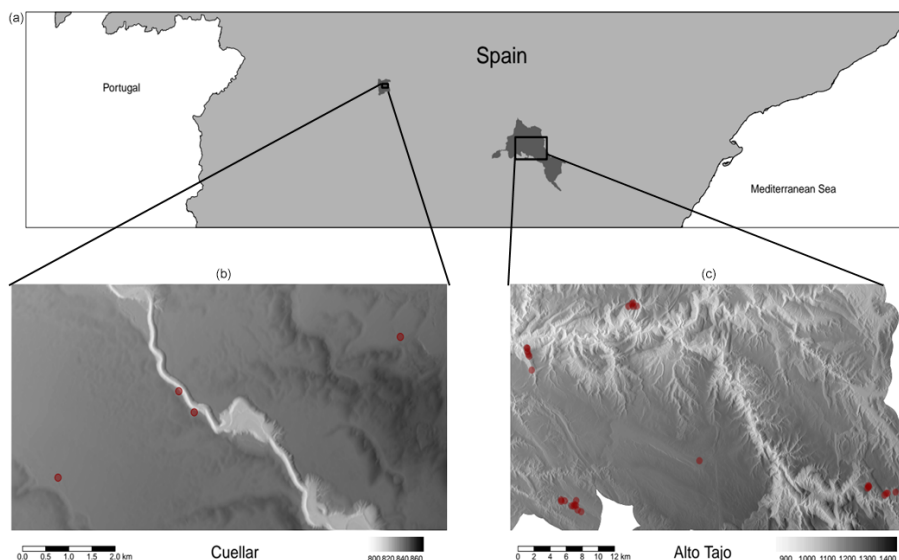 (a)
Spain
Portugal
Mediterranean Sea
(b)
(c)
0.0 0.5 1.0 1.5 2.0 km
Cuellar
800 820 840 860
0 2 4 6 8 10 12 km
Alto Tajo
900 1000 1100 1200 1300 1400